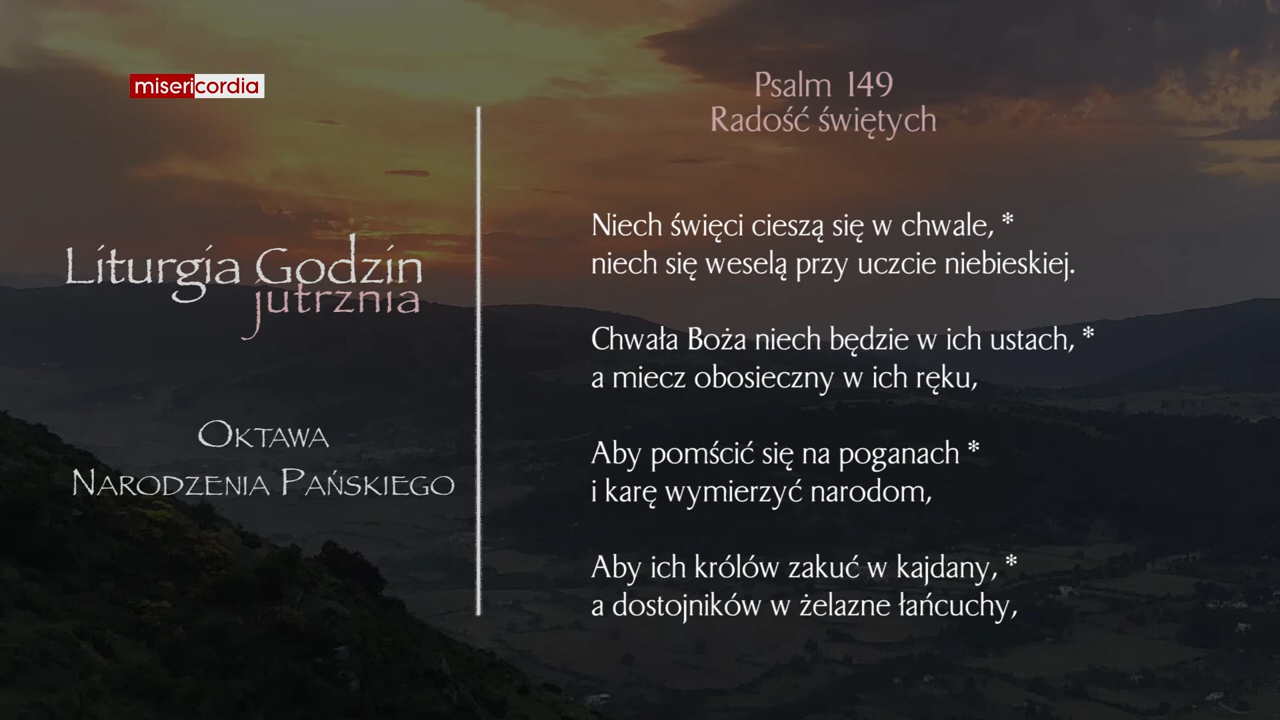 misericordia
Liturgia Godzin
jutrznia
Oktawa
Narodzenia Pańskiego
Psalm 149
Radość świętych
Niech święci cieszą się w chwale, *
niech się weselą przy uczcie niebieskiej.
Chwała Boża niech będzie w ich ustach, *
a miecz obosieczny w ich ręku,
Aby pomścić się na poganach *
i karę wymierzyć narodom,
Aby ich królów zakuć w kajdany, *
a dostojników w żelazne łańcuchy,